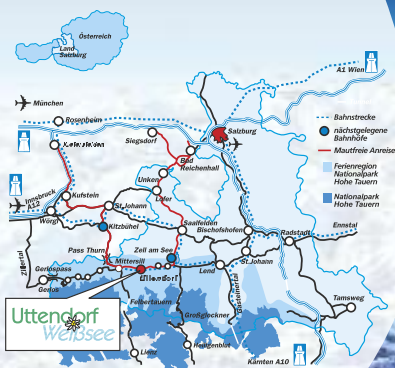 Österreich
Land
Salzburg
A1 Wien
München
Rosenheim
Siegsdorf
Salzburg
Bad
Reichenhall
Kiefersfelden
Unken
Lofer
Kufstein
Innsbruck
A12
Wörgl
St.Johann
Kitzbühel
Saalfelden
Bischofshofen
Radstadt
Ennstal
Zillertal
Pass Thurn
Zell am See
St.Johann
Gerlospass
Mittersill
Uttendorf
Lend
Gerlos
Gasteinertal
Tamsweg
Felbertauern
Großglockner
Lienz
Heiligenblut
Kärnten A10
Uttendorf
Weißsee
Bahnstrecke
nächstgelegene
Bahnhöfe
Mautfreie Anreise
Ferienregion
Nationalpark
Hohe Tauern
Nationalpark
Hohe Tauern